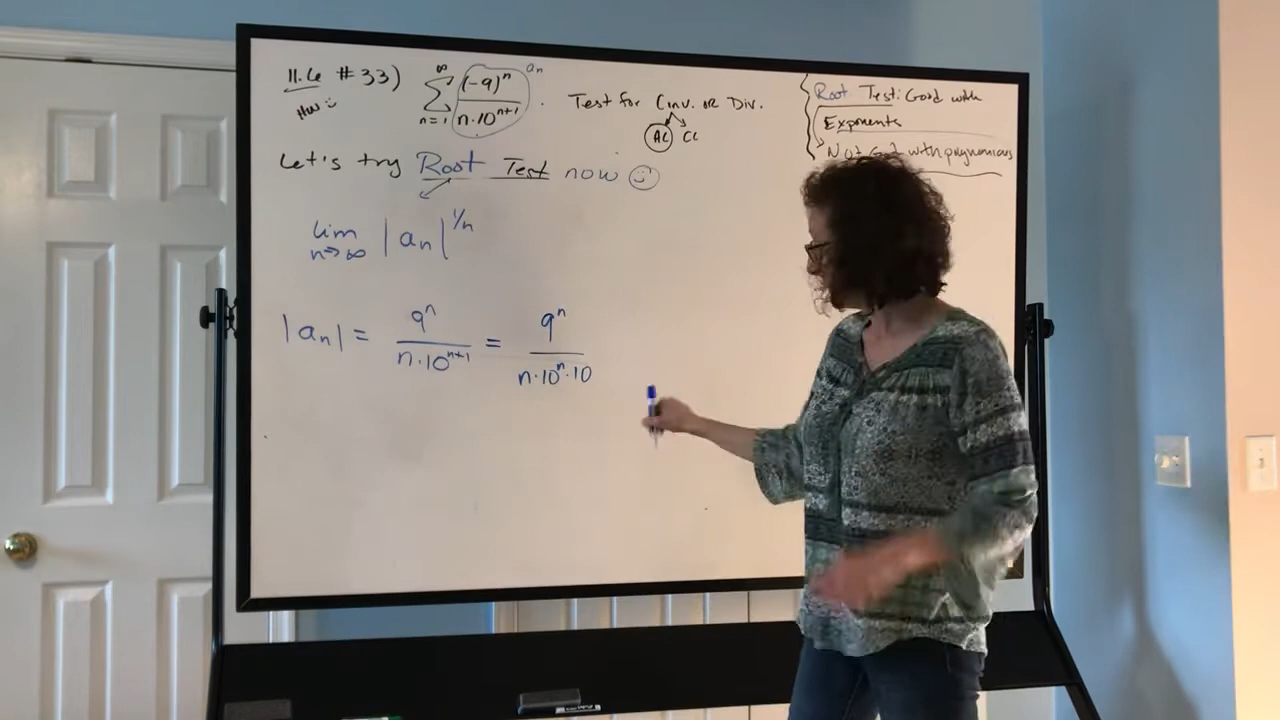 11.6 #33) ∞ Σ n=1 (-9)^n / n·10^{n+1} a_n . Test for Conv. or Div.
HW
AC CC
Let's try Root Test now
lim n→∞ |a_n|^{1/n}
|a_n| = 9^n / n·10^{n+1} = 9^n / n·10^n·10
Root Test: Good with
Exponents
Not Good with polynomials